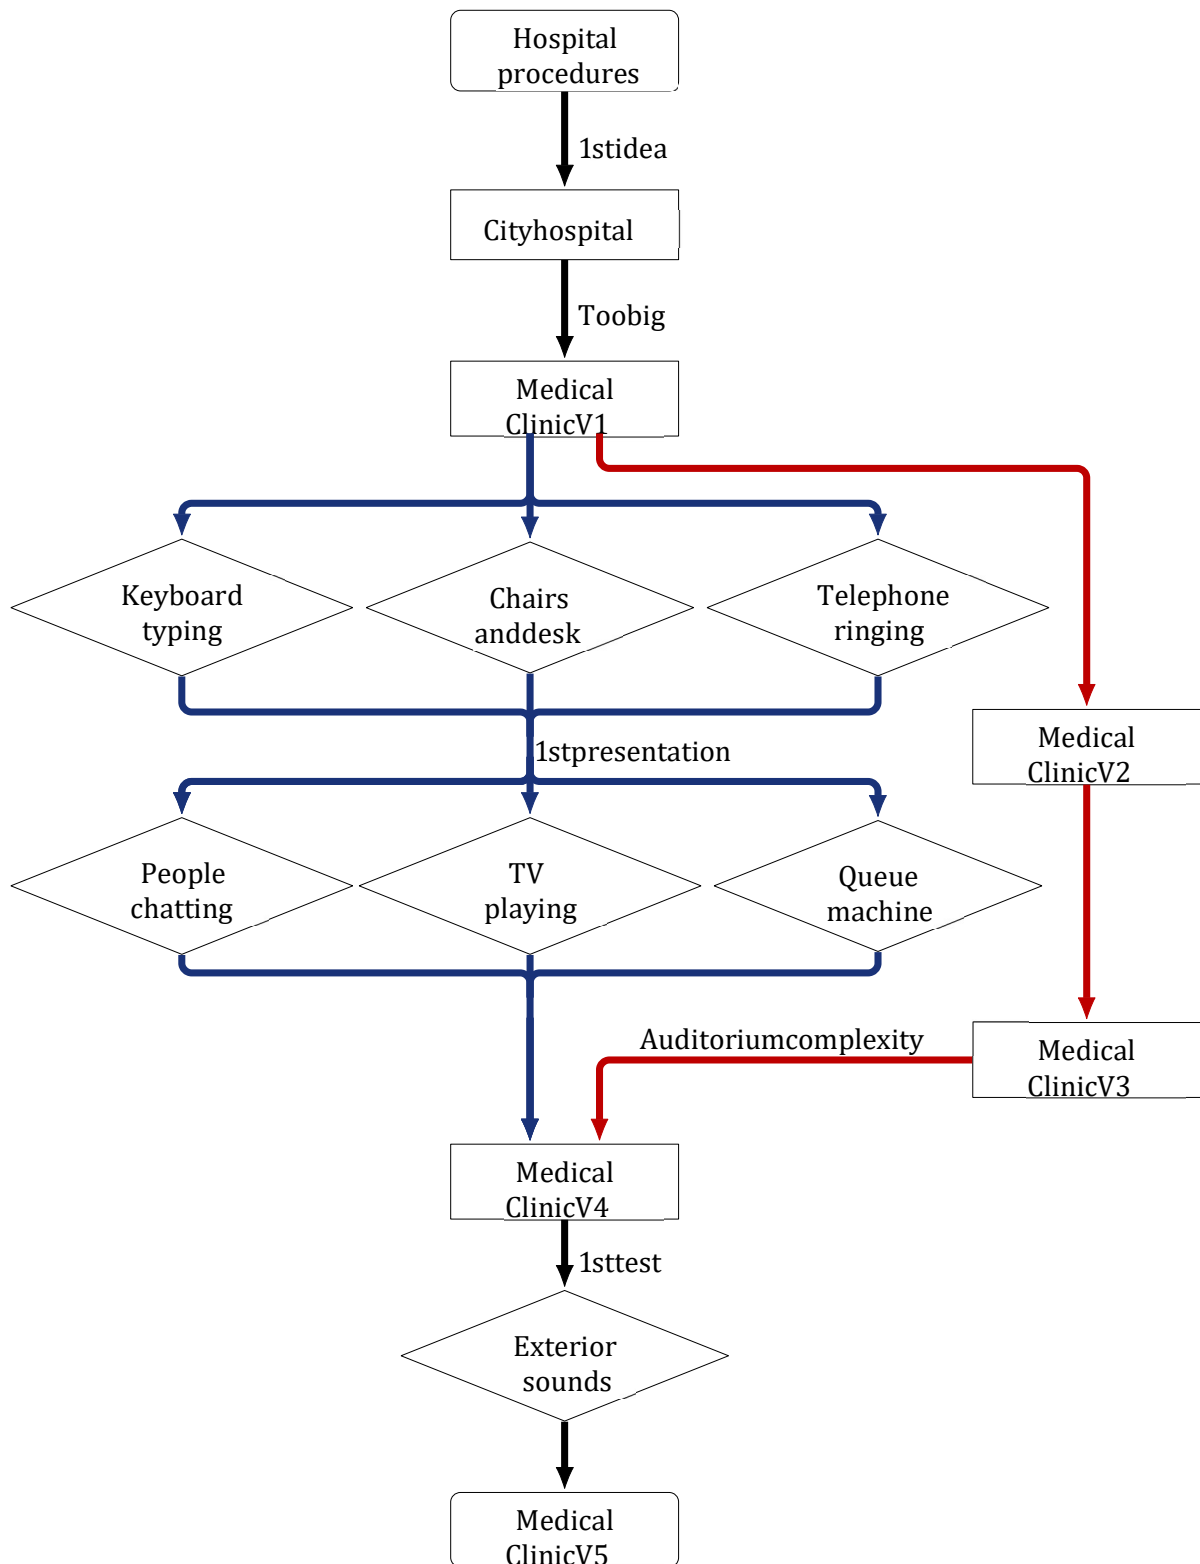 Hospital
procedures
1stidea
Cityhospital
Toobig
Medical
ClinicV1
Keyboard
typing
Chairs
anddesk
Telephone
ringing
1stpresentation
Medical
ClinicV2
People
chatting
TV
playing
Queue
machine
Auditoriumcomplexity
Medical
ClinicV3
Medical
ClinicV4
1sttest
Exterior
sounds
Medical
ClinicV5